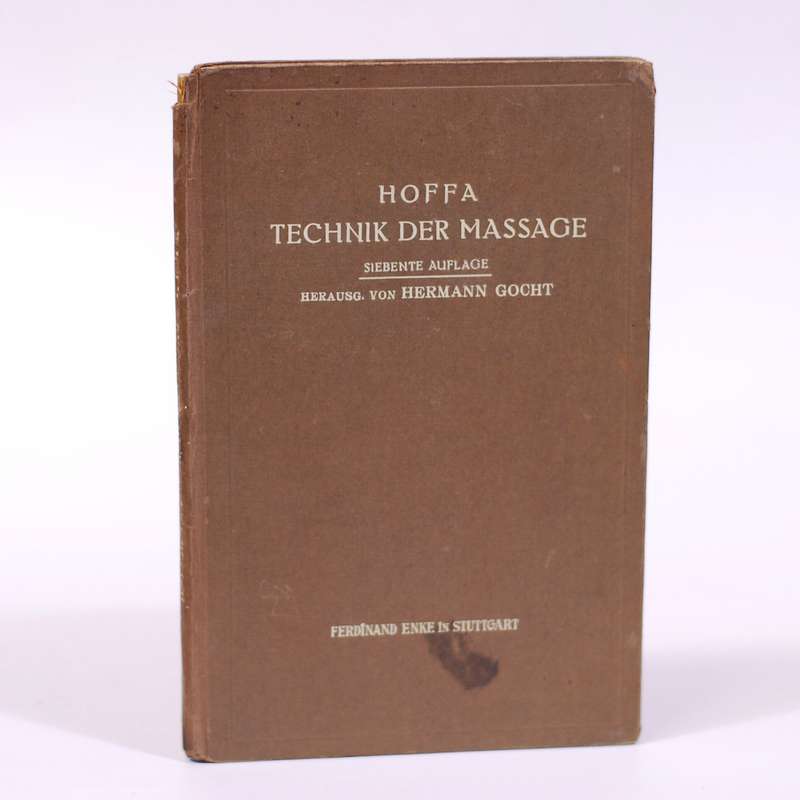 HOFFA
TECHNIK DER MASSAGE
SIEBENTE AUFLAGE
HERAUSG. VON HERMANN GOCHT
FERDINAND ENKE IN STUTTGART